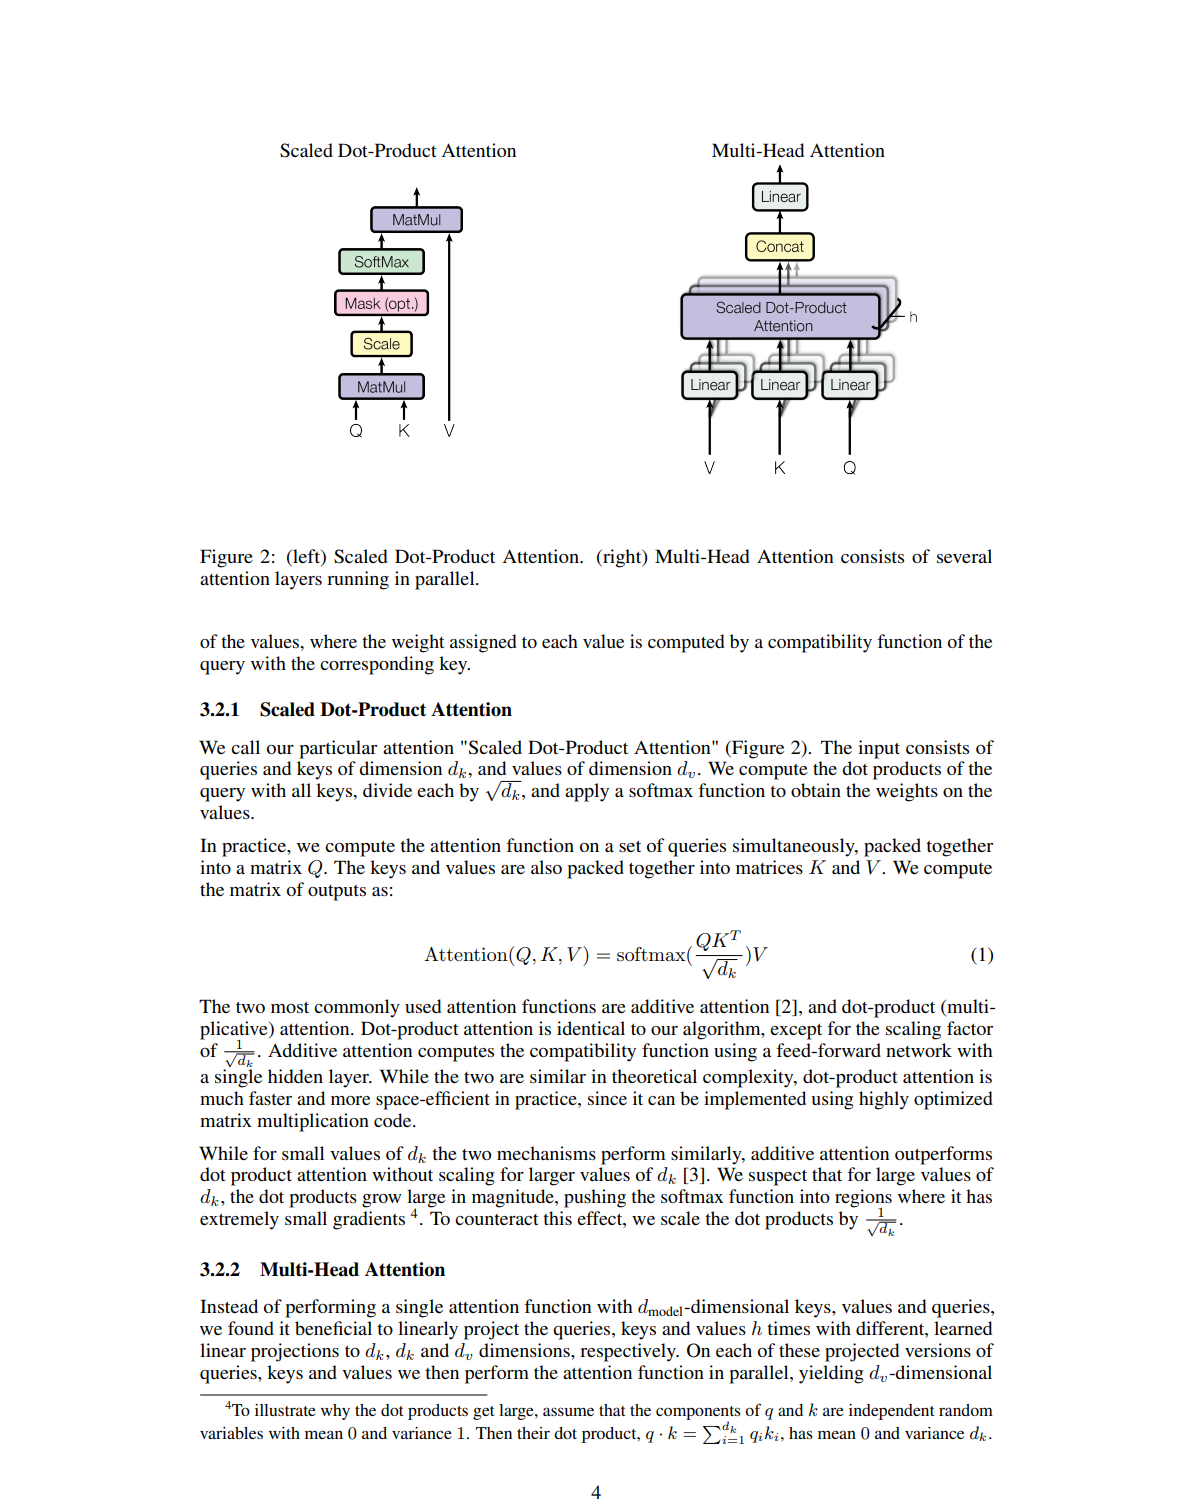 Scaled Dot-Product Attention
MatMul
SoftMax
Mask (opt.)
Scale
MatMul
Q K V
Multi-Head Attention
Linear
Concat
Scaled Dot-Product
Attention
h
Linear Linear Linear
V K Q
Figure 2: (left) Scaled Dot-Product Attention. (right) Multi-Head Attention consists of several
attention layers running in parallel.
of the values, where the weight assigned to each value is computed by a compatibility function of the
query with the corresponding key.
3.2.1 Scaled Dot-Product Attention
We call our particular attention "Scaled Dot-Product Attention" (Figure 2). The input consists of
queries and keys of dimension $d_k$, and values of dimension $d_v$. We compute the dot products of the
query with all keys, divide each by $\sqrt{d_k}$, and apply a softmax function to obtain the weights on the
values.
In practice, we compute the attention function on a set of queries simultaneously, packed together
into a matrix $Q$. The keys and values are also packed together into matrices $K$ and $V$. We compute
the matrix of outputs as:
$\mathrm{Attention}(Q, K, V) = \mathrm{softmax}(\frac{QK^T}{\sqrt{d_k}})V$ (1)
The two most commonly used attention functions are additive attention [2], and dot-product (multi-
plicative) attention. Dot-product attention is identical to our algorithm, except for the scaling factor
of $\frac{1}{\sqrt{d_k}}$. Additive attention computes the compatibility function using a feed-forward network with
a single hidden layer. While the two are similar in theoretical complexity, dot-product attention is
much faster and more space-efficient in practice, since it can be implemented using highly optimized
matrix multiplication code.
While for small values of $d_k$ the two mechanisms perform similarly, additive attention outperforms
dot product attention without scaling for larger values of $d_k$ [3]. We suspect that for large values of
$d_k$, the dot products grow large in magnitude, pushing the softmax function into regions where it has
extremely small gradients $^4$. To counteract this effect, we scale the dot products by $\frac{1}{\sqrt{d_k}}$.
3.2.2 Multi-Head Attention
Instead of performing a single attention function with $d_{\text{model}}$-dimensional keys, values and queries,
we found it beneficial to linearly project the queries, keys and values $h$ times with different, learned
linear projections to $d_k$, $d_k$ and $d_v$ dimensions, respectively. On each of these projected versions of
queries, keys and values we then perform the attention function in parallel, yielding $d_v$-dimensional
$^4$To illustrate why the dot products get large, assume that the components of $q$ and $k$ are independent random
variables with mean 0 and variance 1. Then their dot product, $q \cdot k = \sum_{i=1}^{d_k} q_i k_i$, has mean 0 and variance $d_k$.
4